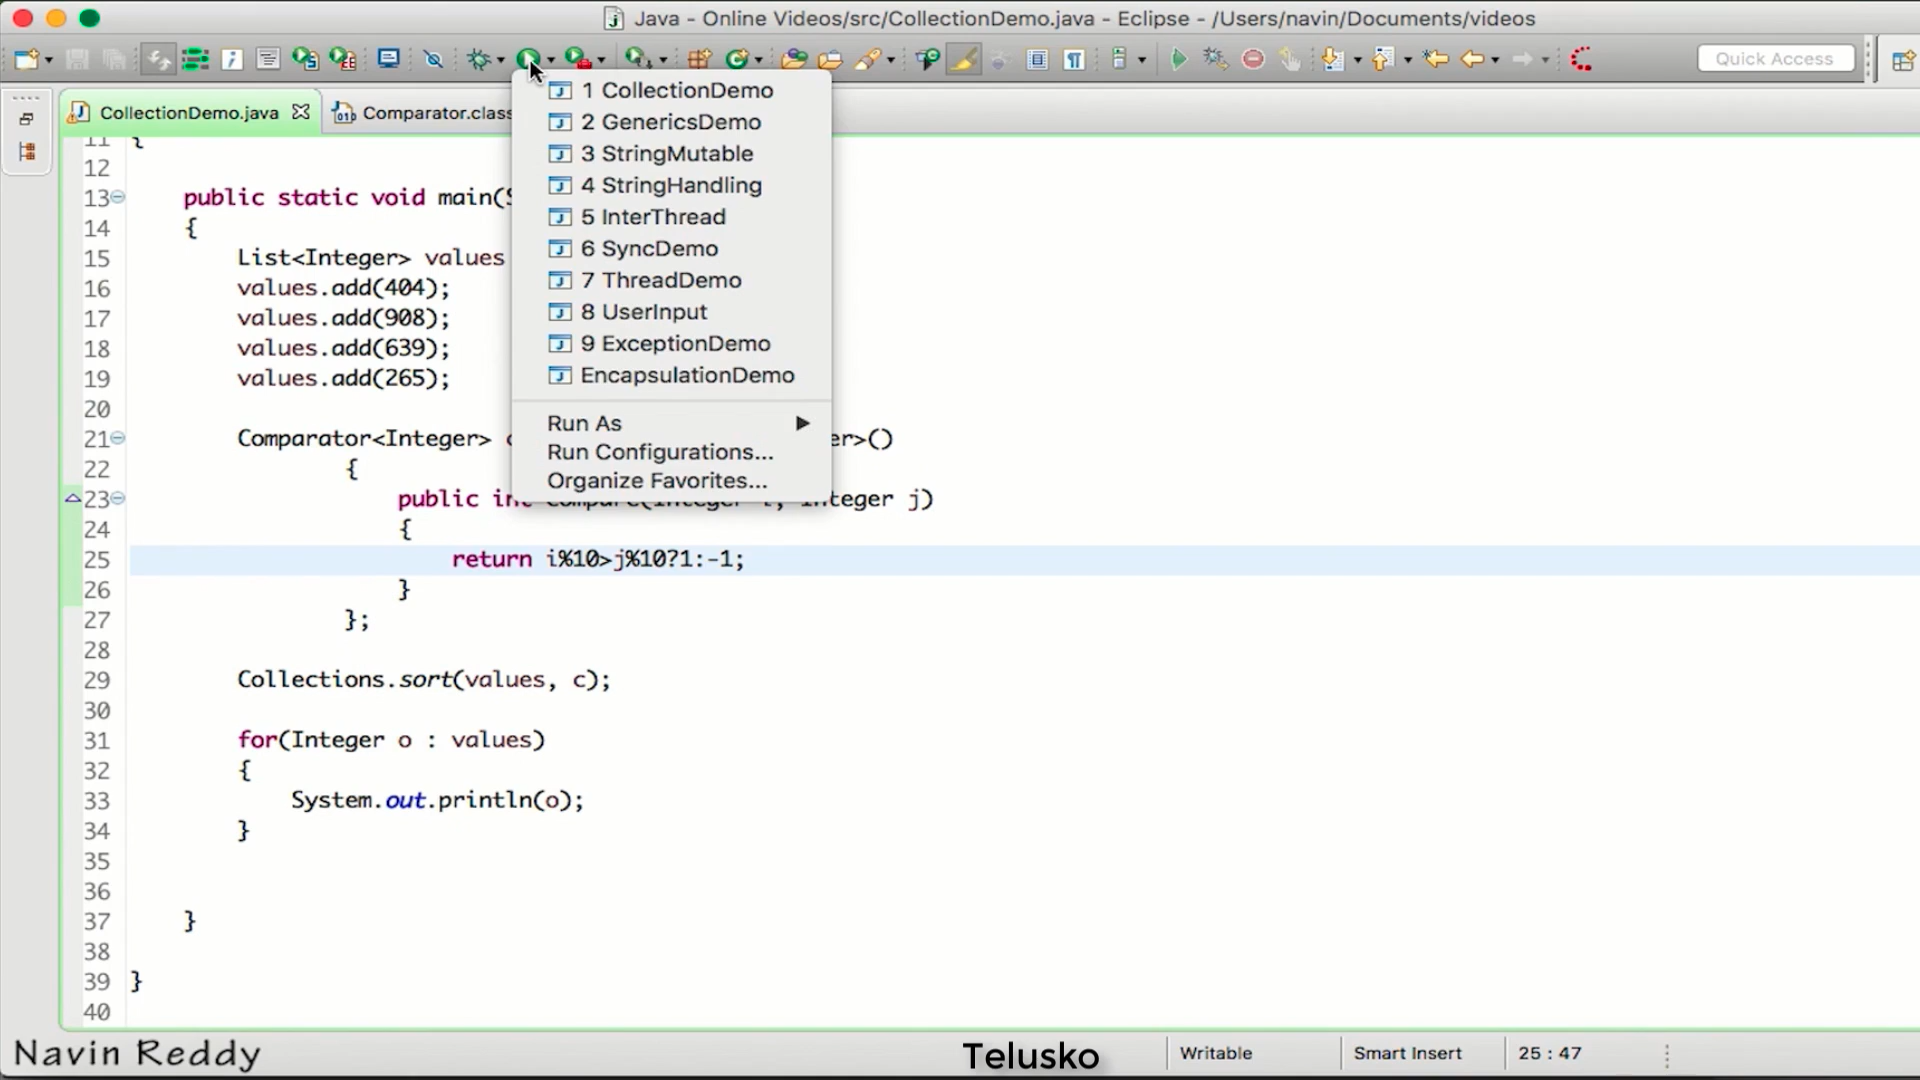 Java - Online Videos/src/CollectionDemo.java - Eclipse - /Users/navin/Documents/videos
Quick Access
CollectionDemo.java
Comparator.class
1 CollectionDemo
2 GenericsDemo
3 StringMutable
4 StringHandling
5 InterThread
6 SyncDemo
7 ThreadDemo
8 UserInput
9 ExceptionDemo
EncapsulationDemo
Run As
Run Configurations...
Organize Favorites...
11 {
12
13 public static void main(
14 {
15 List<Integer> values
16 values.add(404);
17 values.add(908);
18 values.add(639);
19 values.add(265);
20
21 Comparator<Integer> er>()
22 {
23 public int compare(Integer i, Integer j)
24 {
25 return i%10>j%10?1:-1;
26 }
27 };
28
29 Collections.sort(values, c);
30
31 for(Integer o : values)
32 {
33 System.out.println(o);
34 }
35
36
37 }
38
39 }
40
Navin Reddy
Telusko
Writable
Smart Insert
25 : 47